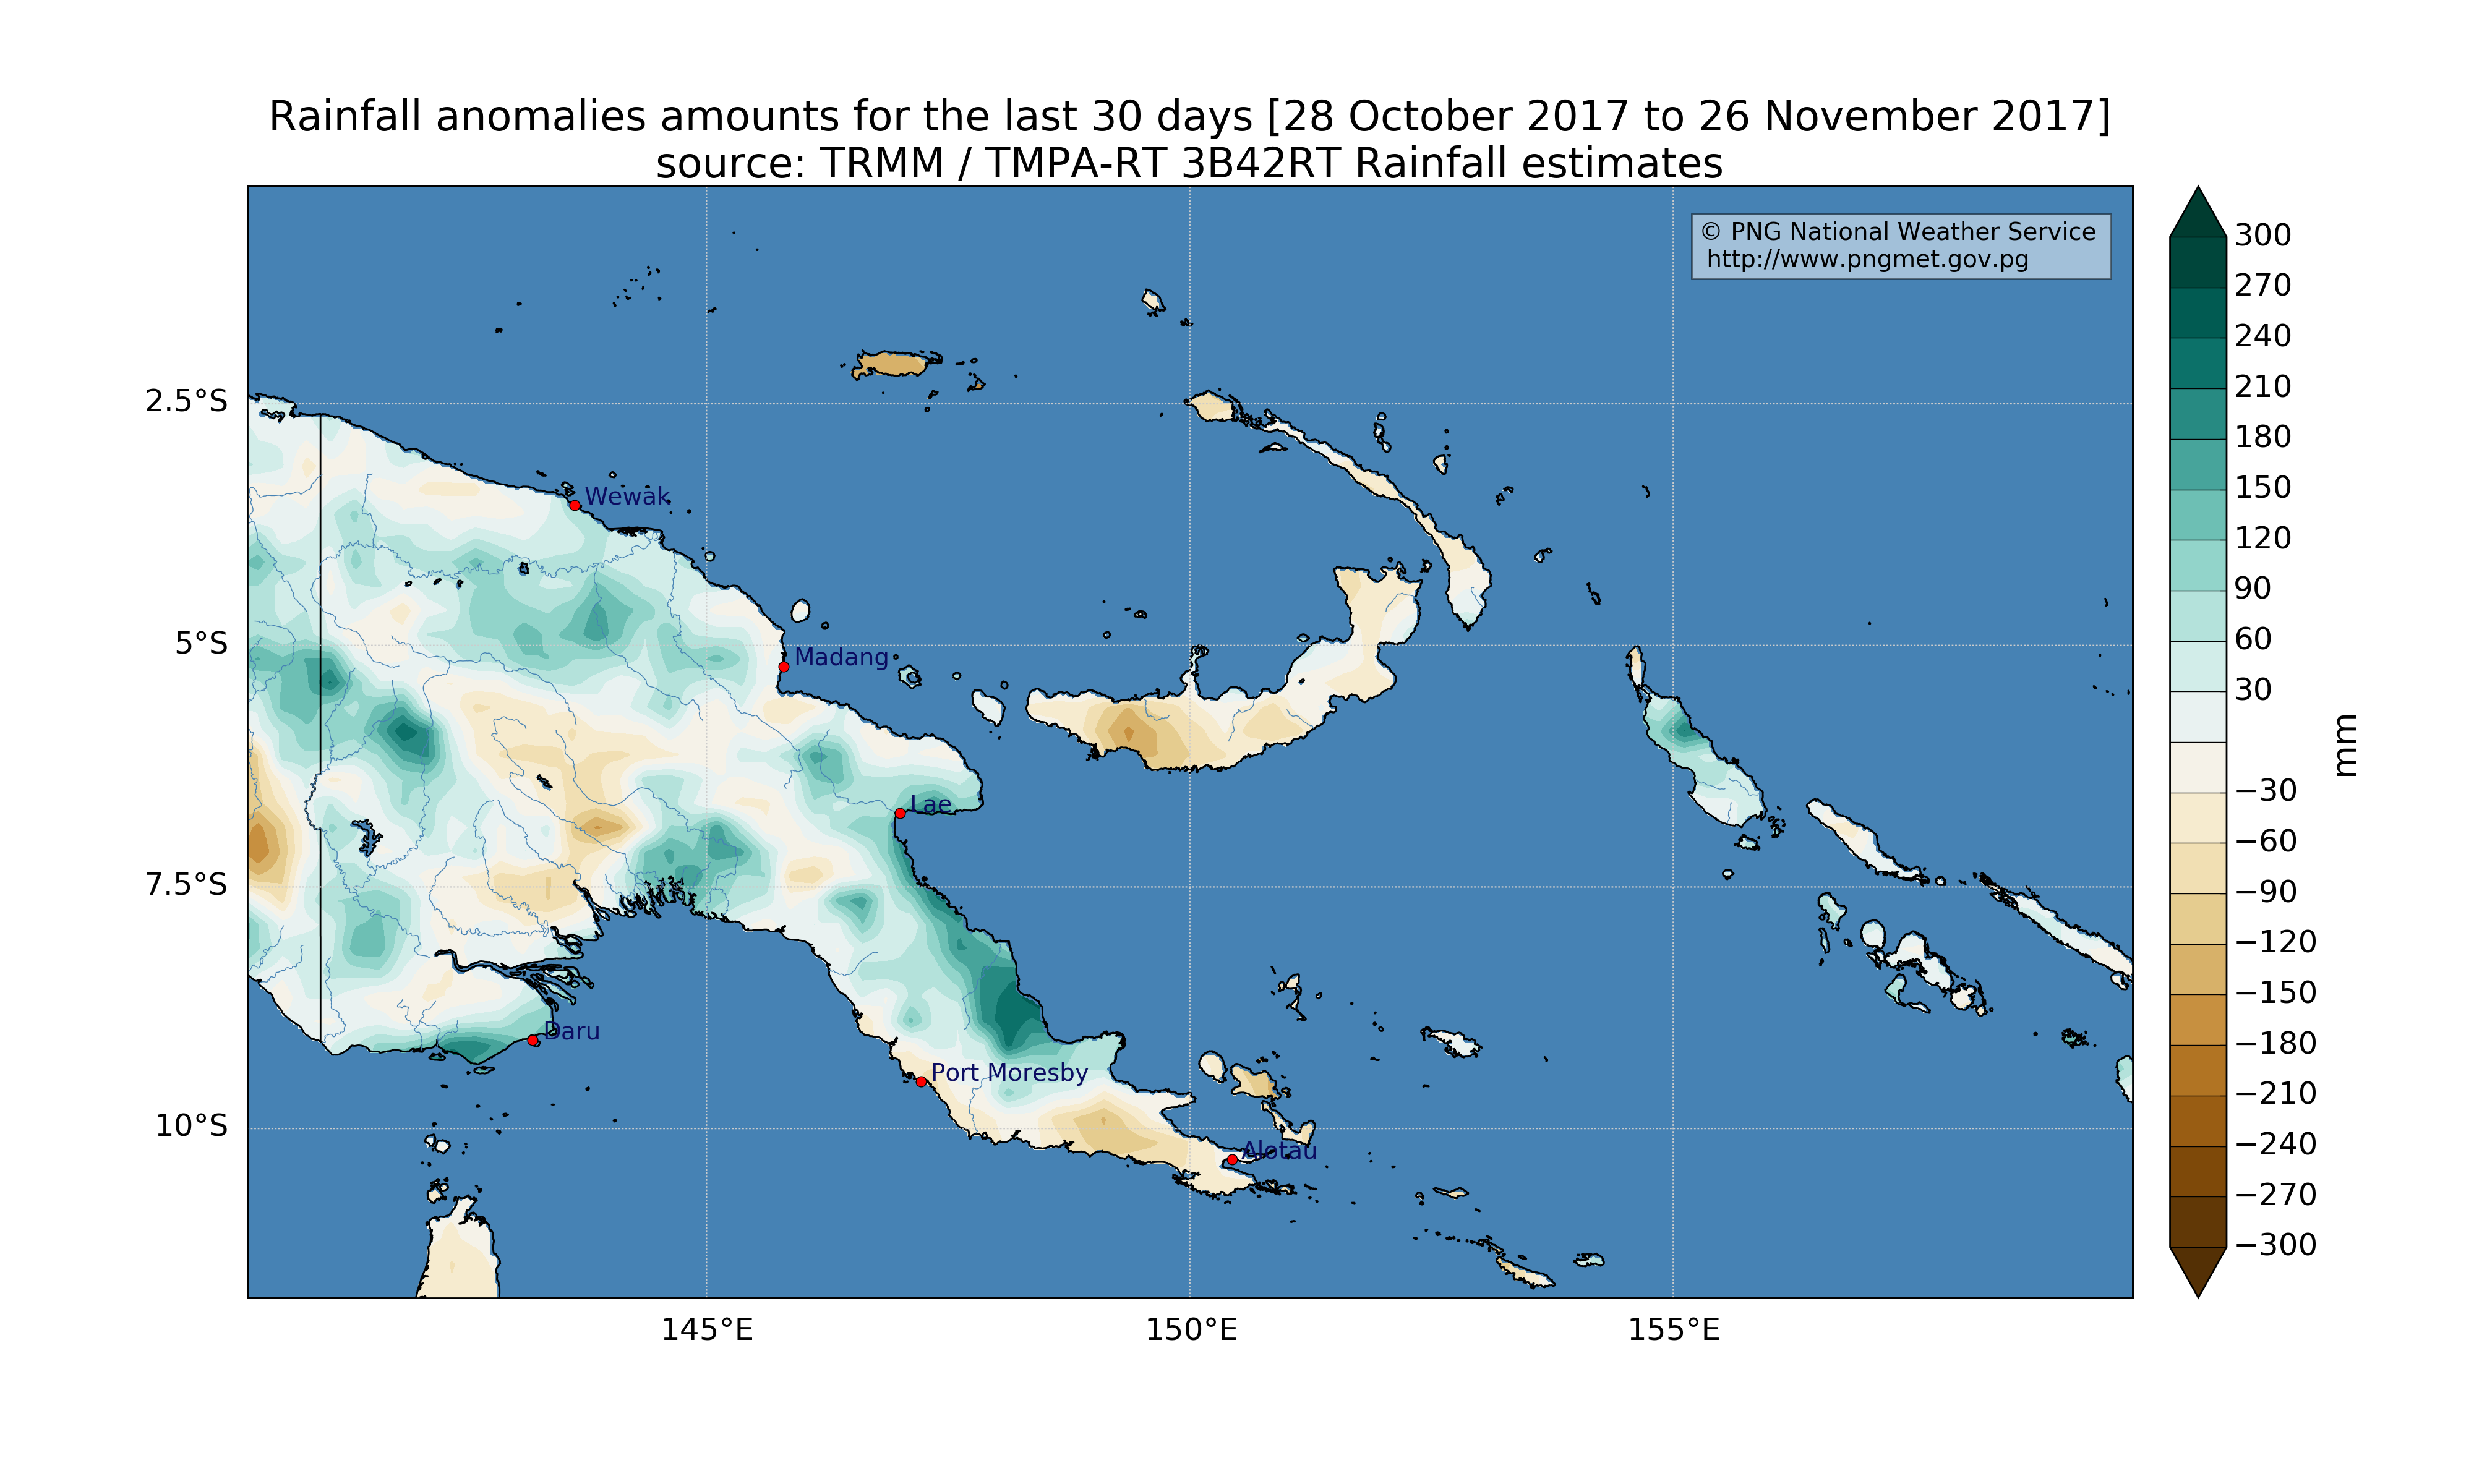 Rainfall anomalies amounts for the last 30 days [28 October 2017 to 26 November 2017]
source: TRMM / TMPA-RT 3B42RT Rainfall estimates
© PNG National Weather Service
http://www.pngmet.gov.pg
2.5°S
5°S
7.5°S
10°S
Wewak
Madang
Lae
Daru
Port Moresby
Alotau
145°E
150°E
155°E
300
270
240
210
180
150
120
90
60
30
−30
−60
−90
−120
−150
−180
−210
−240
−270
−300
mm